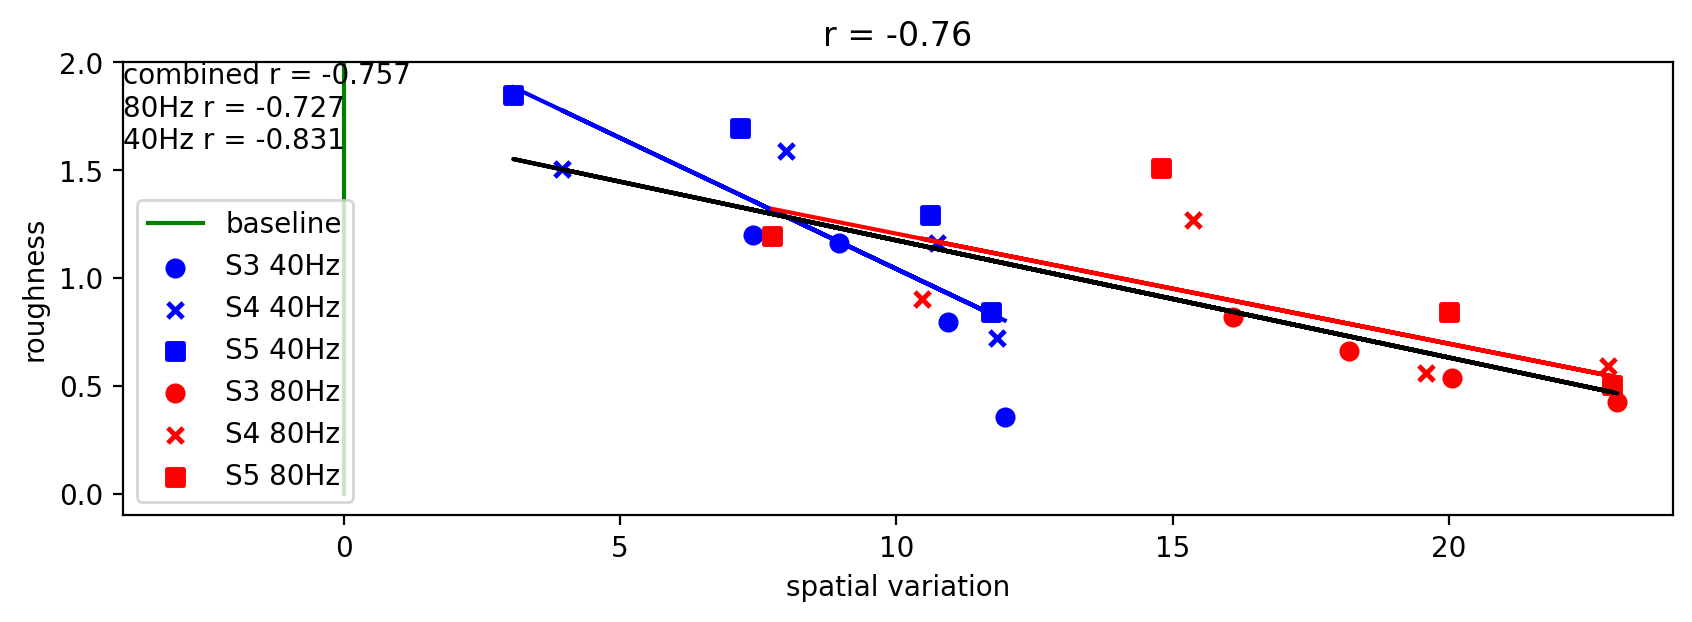 r = -0.76
combined r = -0.757
80Hz r = -0.727
40Hz r = -0.831
2.0
1.5
1.0
0.5
0.0
roughness
baseline
S3 40Hz
S4 40Hz
S5 40Hz
S3 80Hz
S4 80Hz
S5 80Hz
0 5 10 15 20
spatial variation